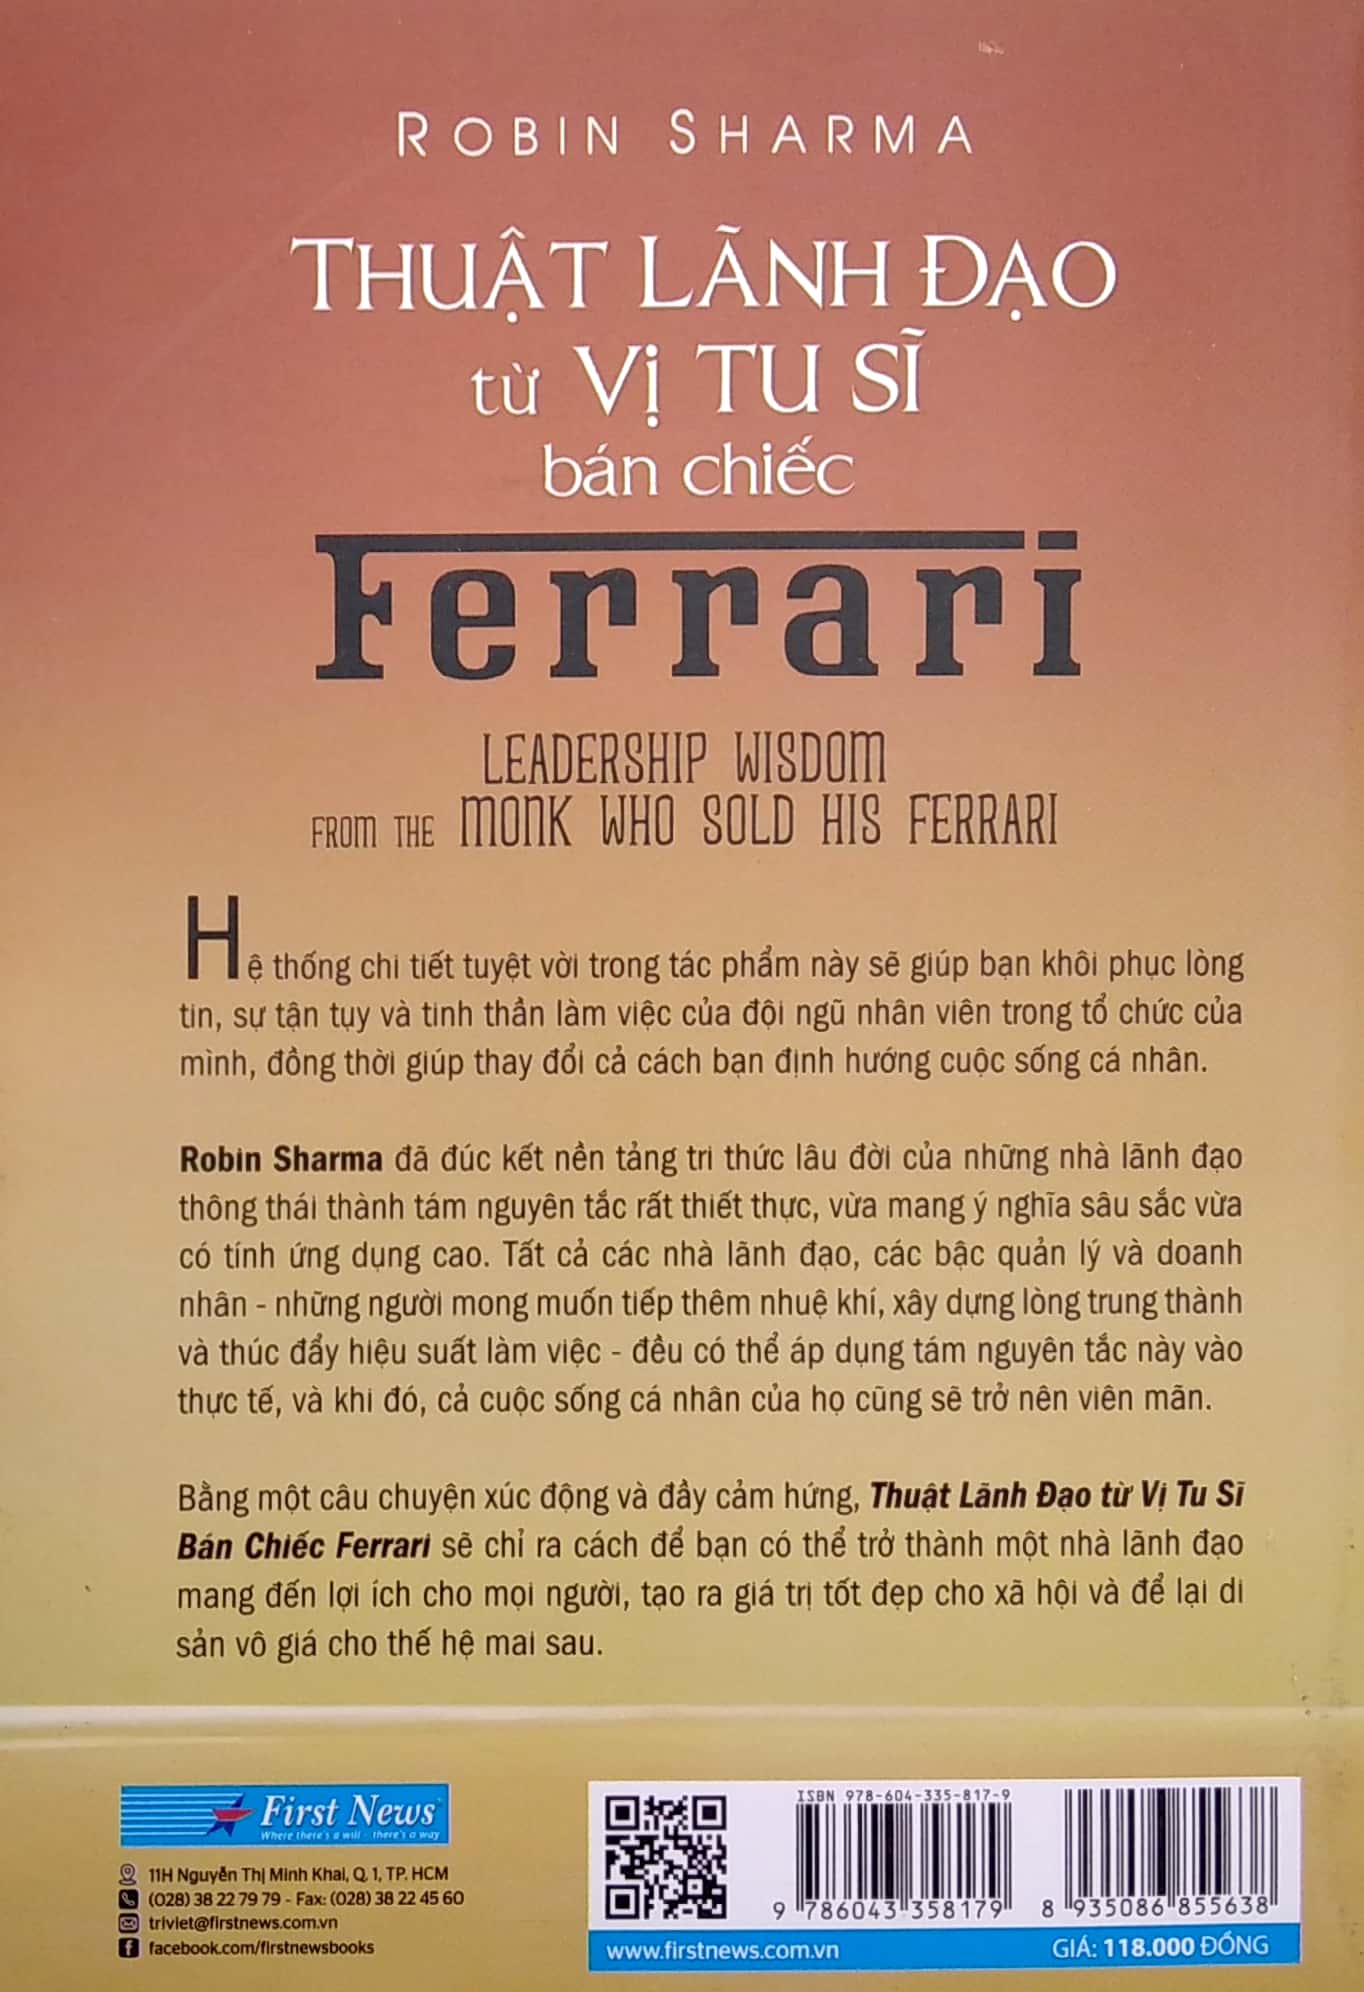 ROBIN SHARMA
THUẬT LÃNH ĐẠO
từ VỊ TU SĨ
bán chiếc
Ferrari
LEADERSHIP WISDOM
FROM THE MONK WHO SOLD HIS FERRARI
Hệ thống chi tiết tuyệt vời trong tác phẩm này sẽ giúp bạn khôi phục lòng
tin, sự tận tụy và tinh thần làm việc của đội ngũ nhân viên trong tổ chức của
mình, đồng thời giúp thay đổi cả cách bạn định hướng cuộc sống cá nhân.
Robin Sharma đã đúc kết nền tảng tri thức lâu đời của những nhà lãnh đạo
thông thái thành tám nguyên tắc rất thiết thực, vừa mang ý nghĩa sâu sắc vừa
có tính ứng dụng cao. Tất cả các nhà lãnh đạo, các bậc quản lý và doanh
nhân - những người mong muốn tiếp thêm nhuệ khí, xây dựng lòng trung thành
và thúc đẩy hiệu suất làm việc - đều có thể áp dụng tám nguyên tắc này vào
thực tế, và khi đó, cả cuộc sống cá nhân của họ cũng sẽ trở nên viên mãn.
Bằng một câu chuyện xúc động và đầy cảm hứng, Thuật Lãnh Đạo từ Vị Tu Sĩ
Bán Chiếc Ferrari sẽ chỉ ra cách để bạn có thể trở thành một nhà lãnh đạo
mang đến lợi ích cho mọi người, tạo ra giá trị tốt đẹp cho xã hội và để lại di
sản vô giá cho thế hệ mai sau.
First News
Where there's a will - there's a way
11H Nguyễn Thị Minh Khai, Q. 1, TP. HCM
(028) 38 22 79 79 - Fax: (028) 38 22 45 60
triviet@firstnews.com.vn
facebook.com/firstnewsbooks
ISBN 978-604-335-817-9
9 786043 358179
8 935086 855638
www.firstnews.com.vn
GIÁ: 118.000 ĐỒNG